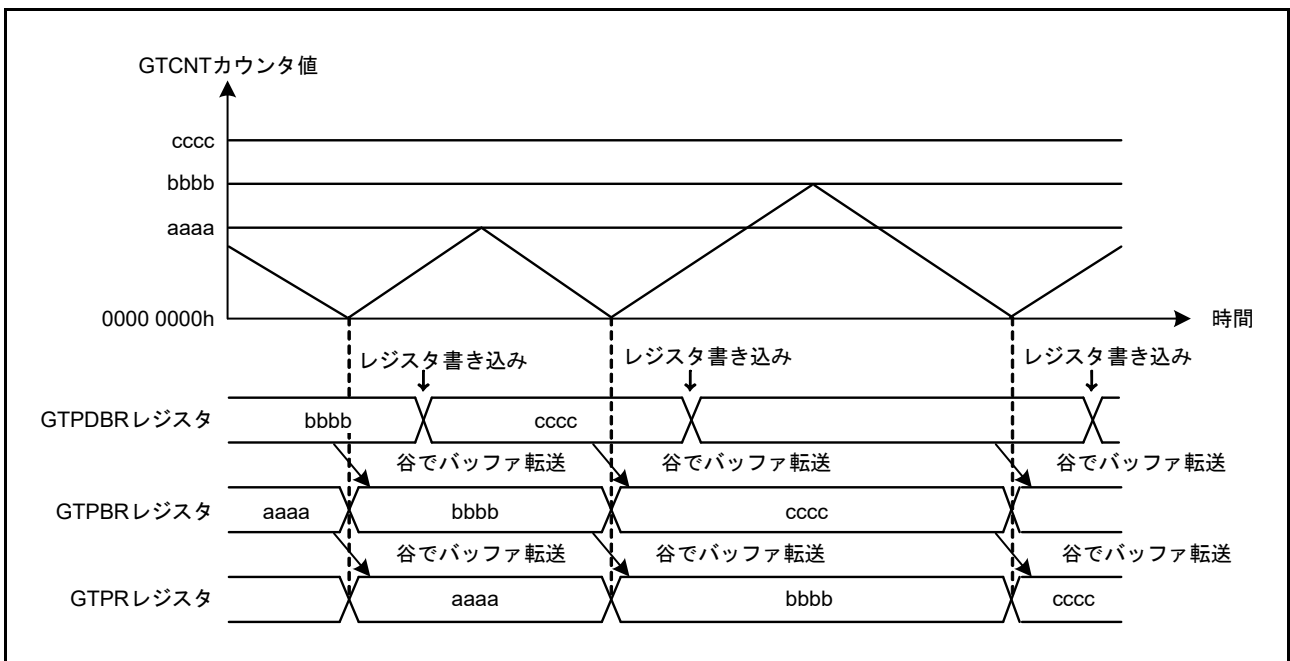 GTCNTカウンタ値
cccc
bbbb
aaaa
0000 0000h
時間
レジスタ書き込み レジスタ書き込み レジスタ書き込み
GTPDBRレジスタ bbbb cccc
谷でバッファ転送 谷でバッファ転送 谷でバッファ転送
GTPBRレジスタ aaaa bbbb cccc
谷でバッファ転送 谷でバッファ転送 谷でバッファ転送
GTPRレジスタ aaaa bbbb cccc